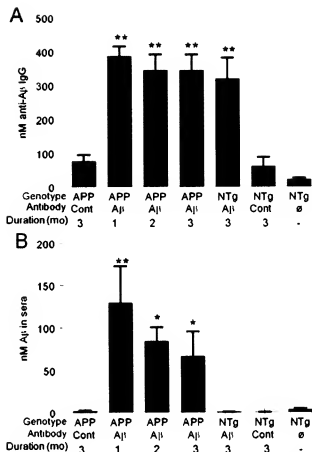 A
500
400
300
200
100
0
nM anti-Aβ IgG
** ** ** **
Genotype APP APP APP APP NTg NTg NTg
Antibody Cont Aβ Aβ Aβ Aβ Cont ø
Duration (mo) 3 1 2 3 3 3 -
B
200
150
100
50
0
nM Aβ in sera
** * *
Genotype APP APP APP APP NTg NTg NTg
Antibody Cont Aβ Aβ Aβ Aβ Cont ø
Duration (mo) 3 1 2 3 3 3 -